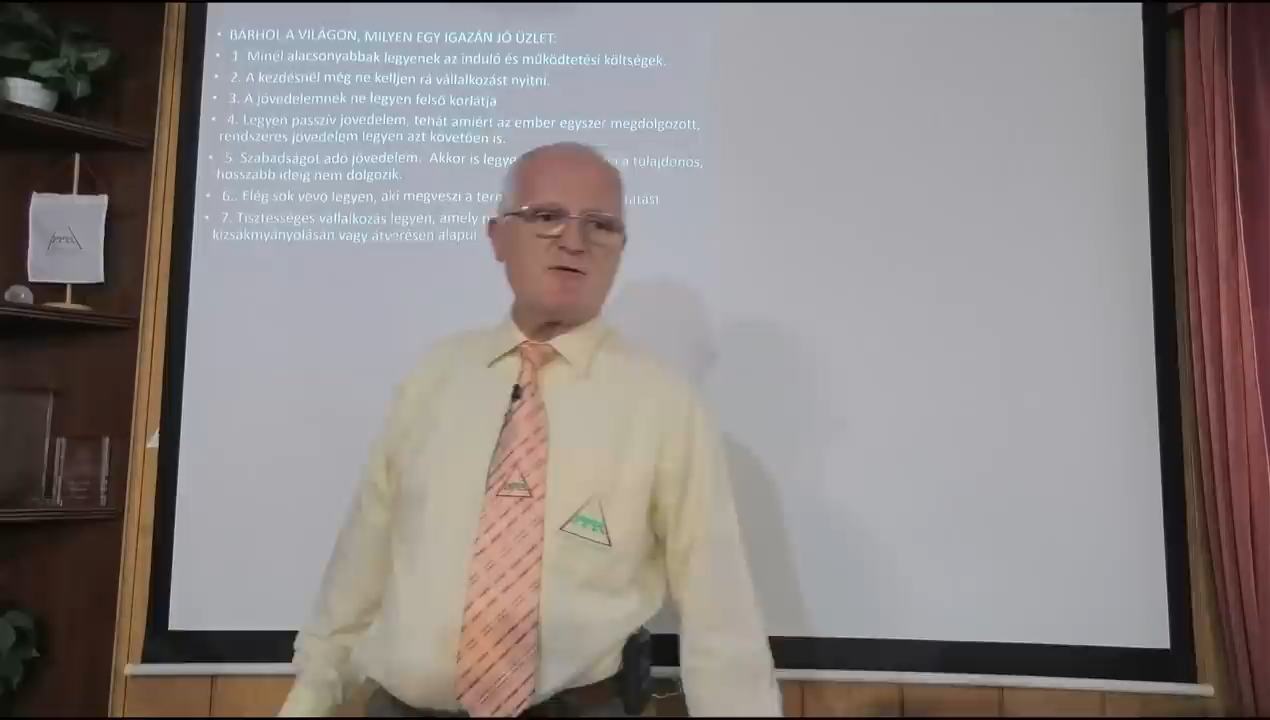 • BÁRHOL A VILÁGON, MILYEN EGY IGAZÁN JÓ ÜZLET:
• 1. Minél alacsonyabbak legyenek az induló és működtetési költségek.
• 2. A kezdésnél még ne kelljen rá vállalkozást nyitni.
• 3. A jövedelemnek ne legyen felső korlátja
• 4. Legyen passzív jövedelem, tehát amiért az ember egyszer megdolgozott,
rendszeres jövedelem legyen azt követően is.
• 5. Szabadságot adó jövedelem. Akkor is a tulajdonos,
hosszabb ideig nem dolgozik.
• 6.. Elég sok vevő legyen, aki megveszi a
• 7. Tisztességes vállalkozás legyen, amely
kizsákmányoláson vagy átverésen alapul